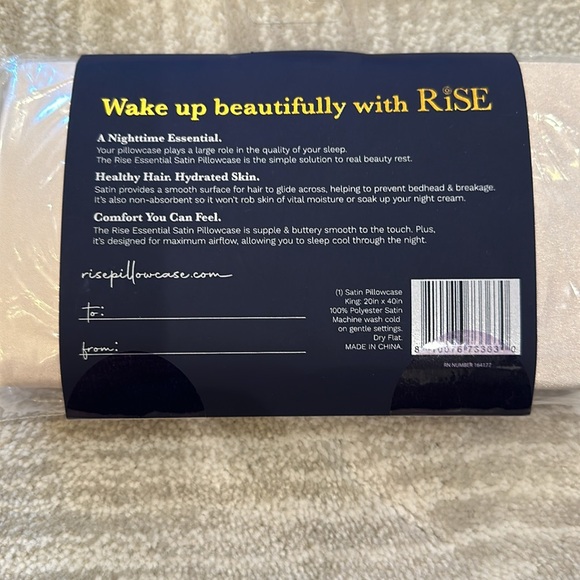 Wake up beautifully with RiSE
A Nighttime Essential.
Your pillowcase plays a large role in the quality of your sleep.
The Rise Essential Satin Pillowcase is the simple solution to real beauty rest.
Healthy Hair. Hydrated Skin.
Satin provides a smooth surface for hair to glide across, helping to prevent bedhead & breakage.
It's also non-absorbent so it won't rob skin of vital moisture or soak up your night cream.
Comfort You Can Feel.
The Rise Essential Satin Pillowcase is supple & buttery smooth to the touch. Plus,
it's designed for maximum airflow, allowing you to sleep cool through the night.
risepillowcase.com
to:
from:
(1) Satin Pillowcase
King: 20in x 40in
100% Polyester Satin
Machine wash cold
on gentle settings.
Dry Flat.
MADE IN CHINA.
RN NUMBER